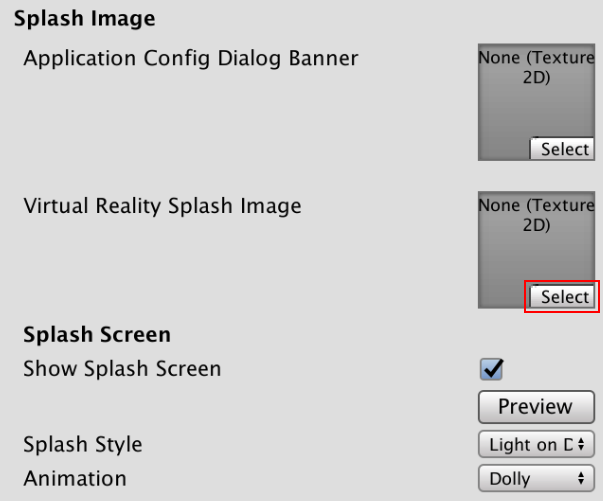 Splash Image
Application Config Dialog Banner
None (Texture
2D)
Select
Virtual Reality Splash Image
None (Texture
2D)
Select
Splash Screen
Show Splash Screen
Preview
Splash Style
Light on D
Animation
Dolly